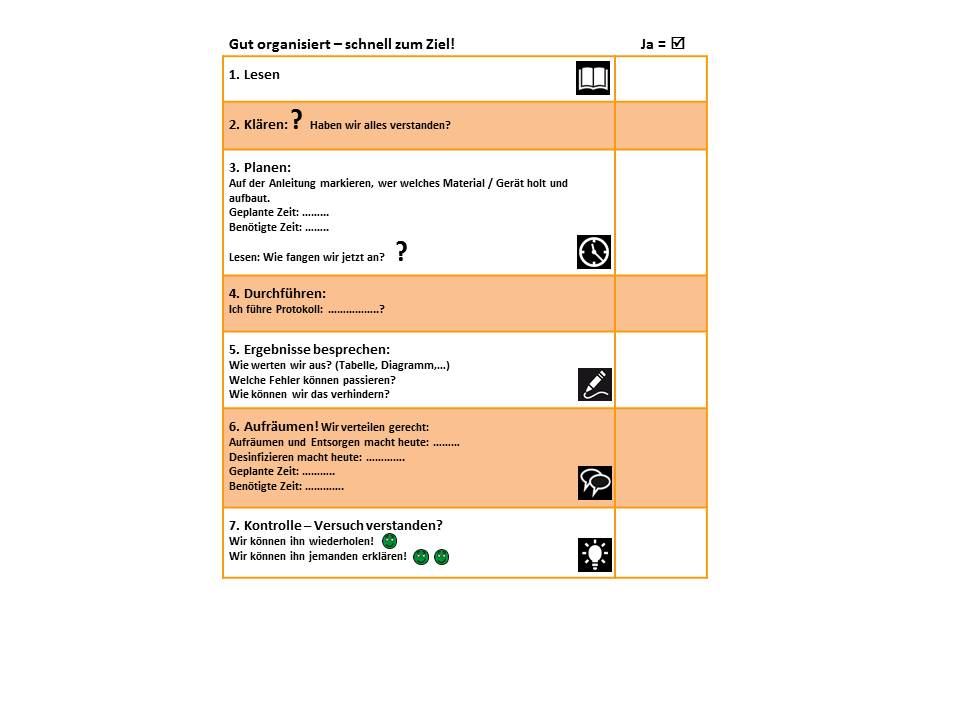 Gut organisiert – schnell zum Ziel!
Ja = ☑
1. Lesen
2. Klären: ? Haben wir alles verstanden?
3. Planen:
Auf der Anleitung markieren, wer welches Material / Gerät holt und
aufbaut.
Geplante Zeit: .........
Benötigte Zeit: ........
Lesen: Wie fangen wir jetzt an? ?
4. Durchführen:
Ich führe Protokoll: .................?
5. Ergebnisse besprechen:
Wie werten wir aus? (Tabelle, Diagramm,...)
Welche Fehler können passieren?
Wie können wir das verhindern?
6. Aufräumen! Wir verteilen gerecht:
Aufräumen und Entsorgen macht heute: .........
Desinfizieren macht heute: .............
Geplante Zeit: ...........
Benötigte Zeit: .............
7. Kontrolle – Versuch verstanden?
Wir können ihn wiederholen!
Wir können ihn jemanden erklären!